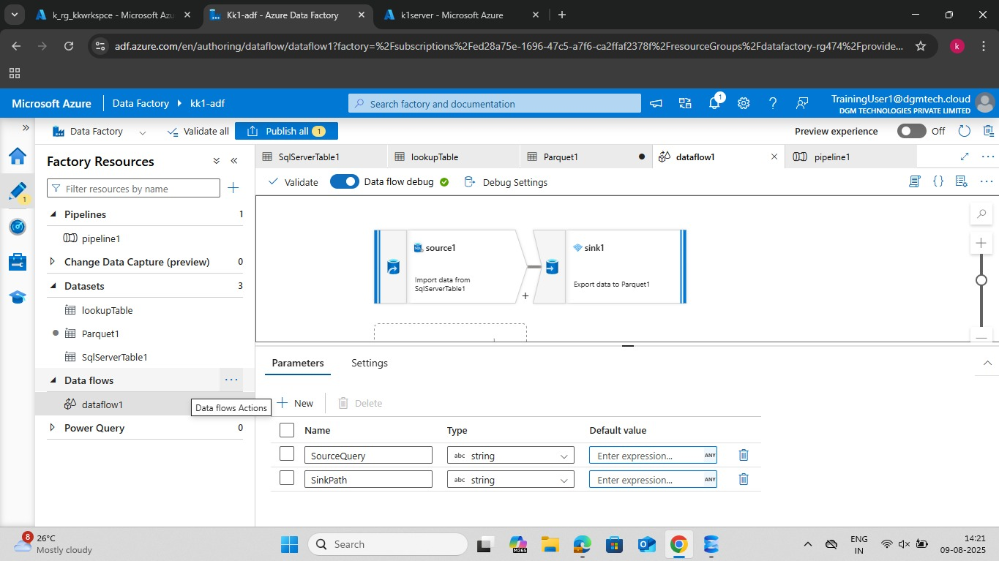 k_rg_kkwrkspce - Microsoft Azu
Kk1-adf - Azure Data Factory
k1server - Microsoft Azure
adf.azure.com/en/authoring/dataflow/dataflow1?factory=%2Fsubscriptions%2Fed28a75e-1696-47c5-a7f6-ca2ffaf2378f%2FresourceGroups%2Fdatafactory-rg474%2Fprovide...
k
Microsoft Azure
Data Factory
kk1-adf
Search factory and documentation
1
TrainingUser1@dgmtech.cloud
DGM TECHNOLOGIES PRIVATE LIMITED
Data Factory
Validate all
Publish all 1
Preview experience
Off
Factory Resources
SqlServerTable1
lookupTable
Parquet1
dataflow1
pipeline1
Filter resources by name
1
Validate
Data flow debug
Debug Settings
Pipelines 1
pipeline1
Change Data Capture (preview) 0
Datasets 3
lookupTable
Parquet1
SqlServerTable1
Data flows
dataflow1
Data flows Actions
Power Query 0
source1
Import data from
SqlServerTable1
+
sink1
Export data to Parquet1
Parameters
Settings
New
Delete
Name Type Default value
SourceQuery abc string Enter expression... ANY
SinkPath abc string Enter expression... ANY
8
26°C
Mostly cloudy
Search
M365
ENG
IN
14:21
09-08-2025